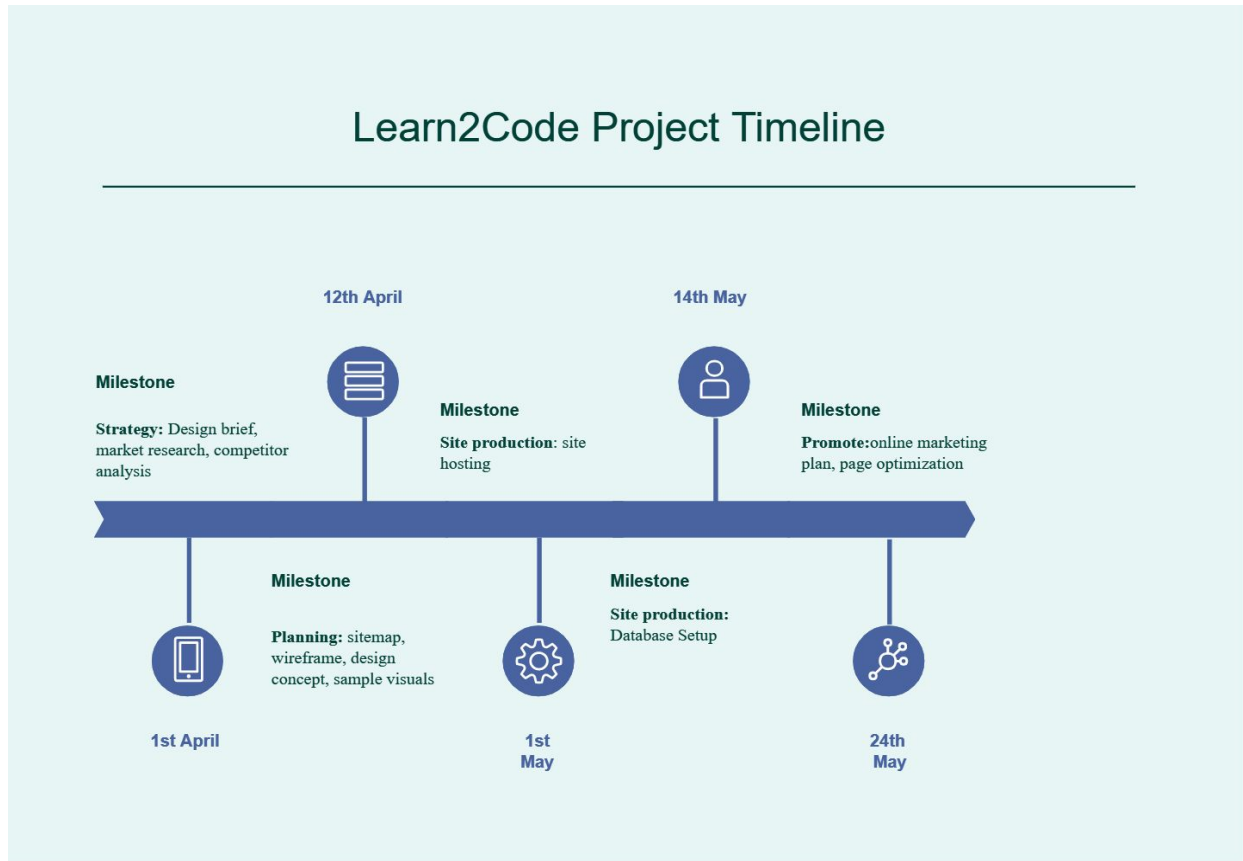 Learn2Code Project Timeline
12th April
14th May
Milestone
Strategy: Design brief,
market research, competitor
analysis
Milestone
Site production: site
hosting
Milestone
Promote:online marketing
plan, page optimization
Milestone
Planning: sitemap,
wireframe, design
concept, sample visuals
Milestone
Site production:
Database Setup
1st April
1st
May
24th
May